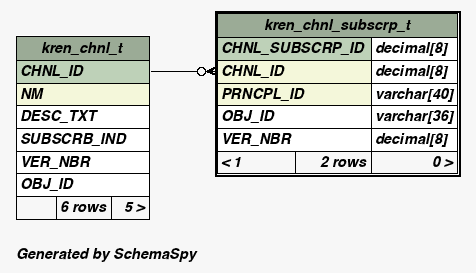 kren_chnl_t
CHNL_ID
NM
DESC_TXT
SUBSCRB_IND
VER_NBR
OBJ_ID
6 rows 5 >
kren_chnl_subscrp_t
CHNL_SUBSCRP_ID decimal[8]
CHNL_ID decimal[8]
PRNCPL_ID varchar[40]
OBJ_ID varchar[36]
VER_NBR decimal[8]
< 1 2 rows 0 >
Generated by SchemaSpy